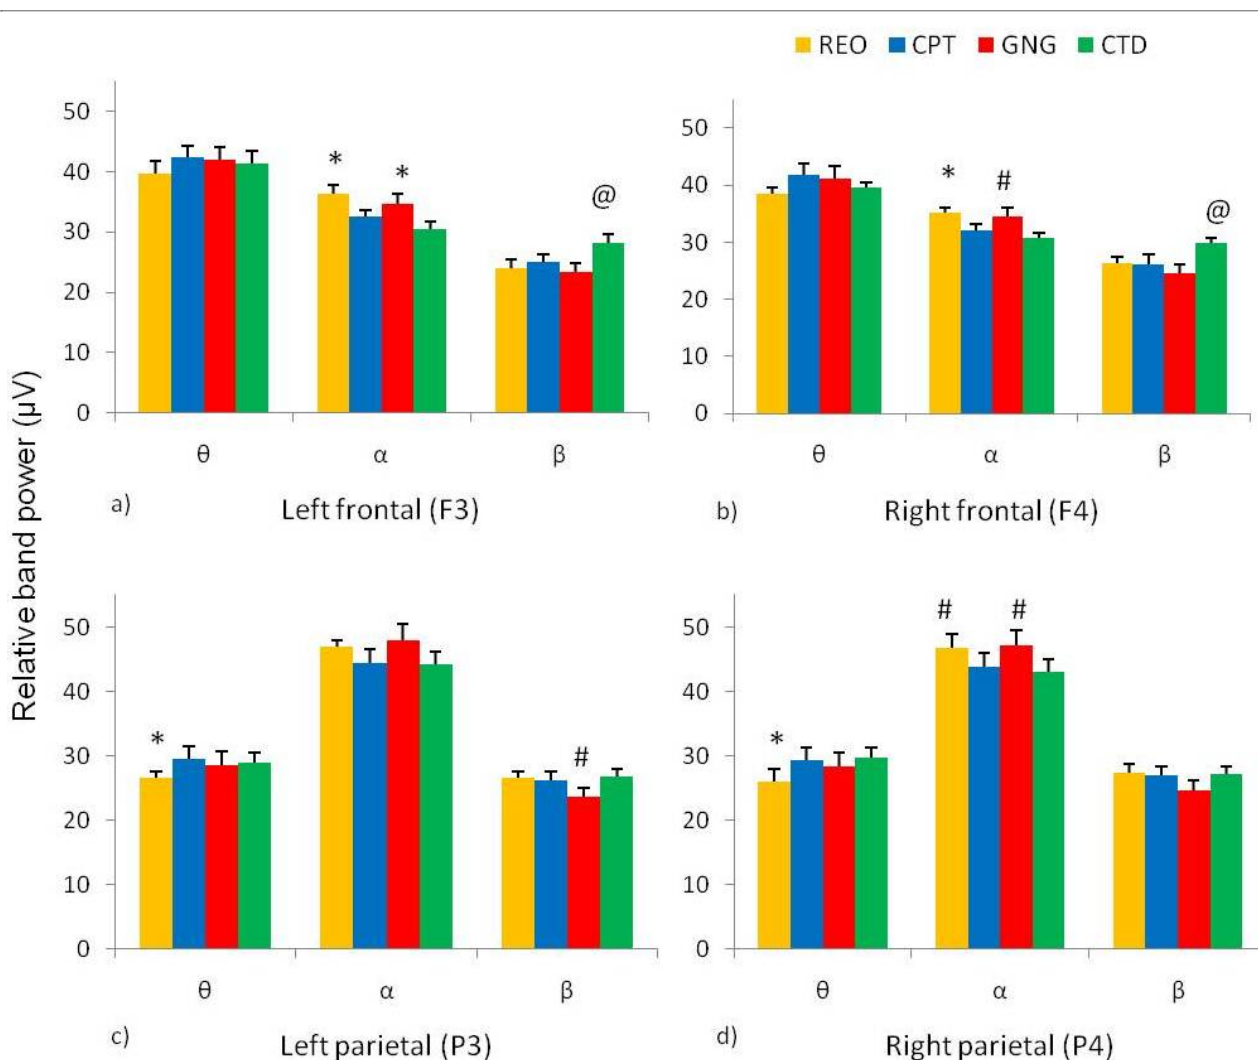 REO CPT GNG CTD
Relative band power (µV)
50
40
30
20
10
0
* * @
θ α β
a) Left frontal (F3)
50
40
30
20
10
0
* # @
θ α β
b) Right frontal (F4)
50
40
30
20
10
0
* #
θ α β
c) Left parietal (P3)
50
40
30
20
10
0
* # #
θ α β
d) Right parietal (P4)